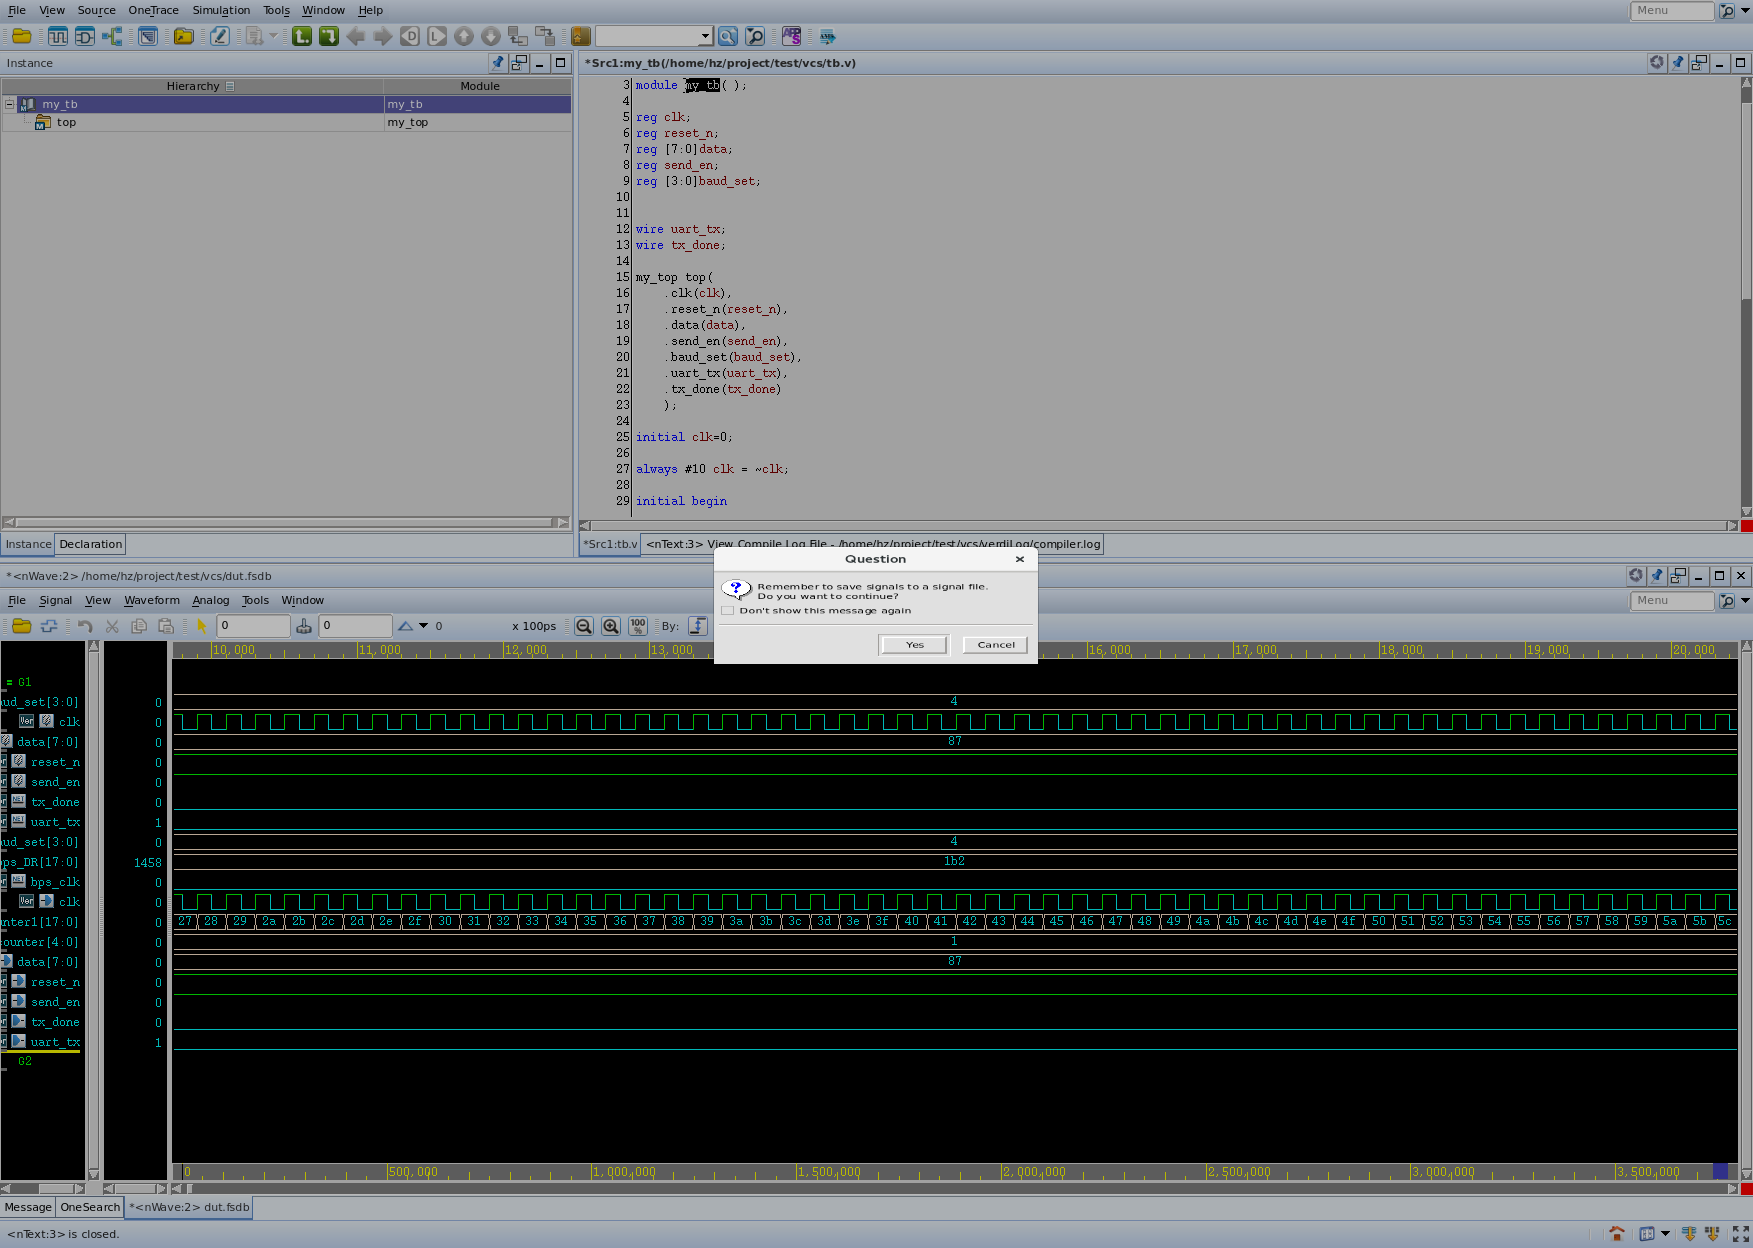 File View Source OneTrace Simulation Tools Window Help Menu
Instance
Hierarchy Module
my_tb my_tb
top my_top
Instance Declaration
*Src1:my_tb(/home/hz/project/test/vcs/tb.v)
3 module my_tb( );
4
5 reg clk;
6 reg reset_n;
7 reg [7:0]data;
8 reg send_en;
9 reg [3:0]baud_set;
10
11
12 wire uart_tx;
13 wire tx_done;
14
15 my_top top(
16 .clk(clk),
17 .reset_n(reset_n),
18 .data(data),
19 .send_en(send_en),
20 .baud_set(baud_set),
21 .uart_tx(uart_tx),
22 .tx_done(tx_done)
23 );
24
25 initial clk=0;
26
27 always #10 clk = ~clk;
28
29 initial begin
*Src1:tb.v <nText:3> View Compile Log File - /home/hz/project/test/vcs/verdiLog/compiler.log
Question
Remember to save signals to a signal file.
Do you want to continue?
Don't show this message again
Yes Cancel
*<nWave:2> /home/hz/project/test/vcs/dut.fsdb
File Signal View Waveform Analog Tools Window Menu
0 0 0 x 100ps 100% By:
10,000 11,000 12,000 13,000 16,000 17,000 18,000 19,000 20,000
= G1
ud_set[3:0] 0 4
clk 0
data[7:0] 0 87
reset_n 0
send_en 0
tx_done 0
uart_tx 1
ud_set[3:0] 0 4
ps_DR[17:0] 1458 1b2
bps_clk 0
clk 0
nter1[17:0] 0 27 28 29 2a 2b 2c 2d 2e 2f 30 31 32 33 34 35 36 37 38 39 3a 3b 3c 3d 3e 3f 40 41 42 43 44 45 46 47 48 49 4a 4b 4c 4d 4e 4f 50 51 52 53 54 55 56 57 58 59 5a 5b 5c
ounter[4:0] 0 1
data[7:0] 0 87
reset_n 0
send_en 0
tx_done 0
uart_tx 1
G2
0 500,000 1,000,000 1,500,000 2,000,000 2,500,000 3,000,000 3,500,000
Message OneSearch *<nWave:2> dut.fsdb
<nText:3> is closed.